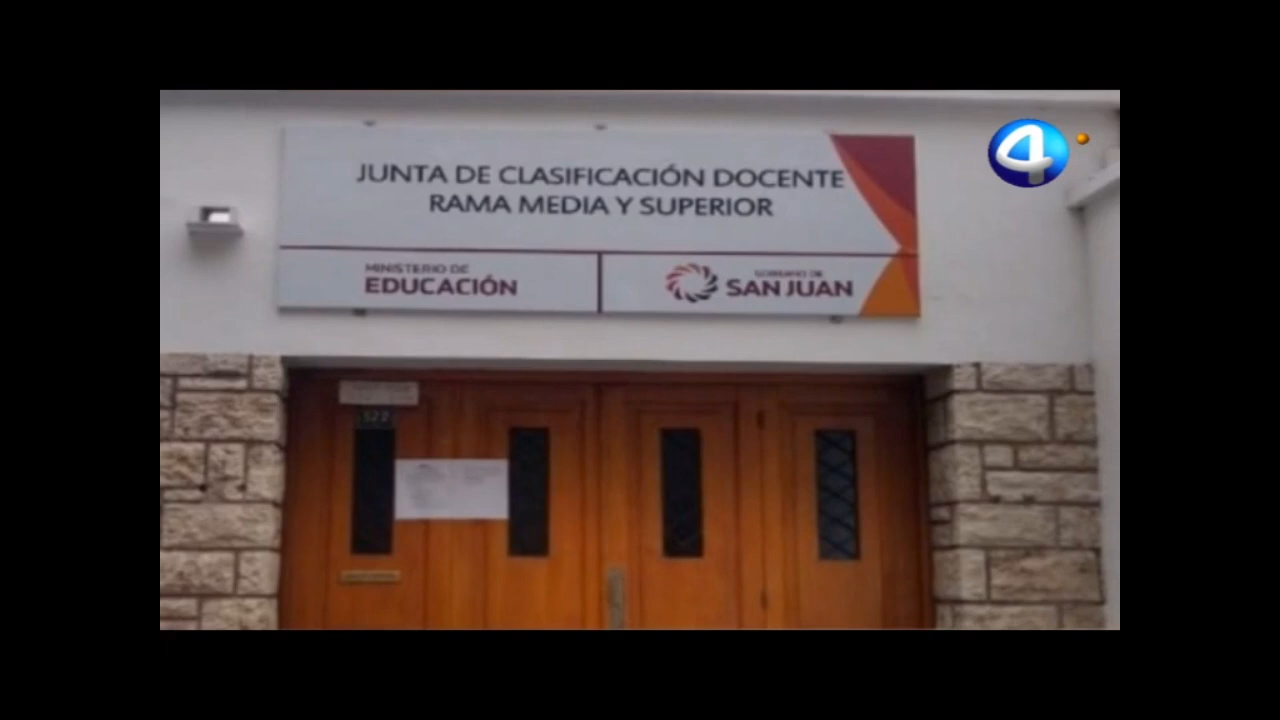 4
JUNTA DE CLASIFICACIÓN DOCENTE
RAMA MEDIA Y SUPERIOR
MINISTERIO DE
EDUCACIÓN
GOBIERNO DE
SAN JUAN